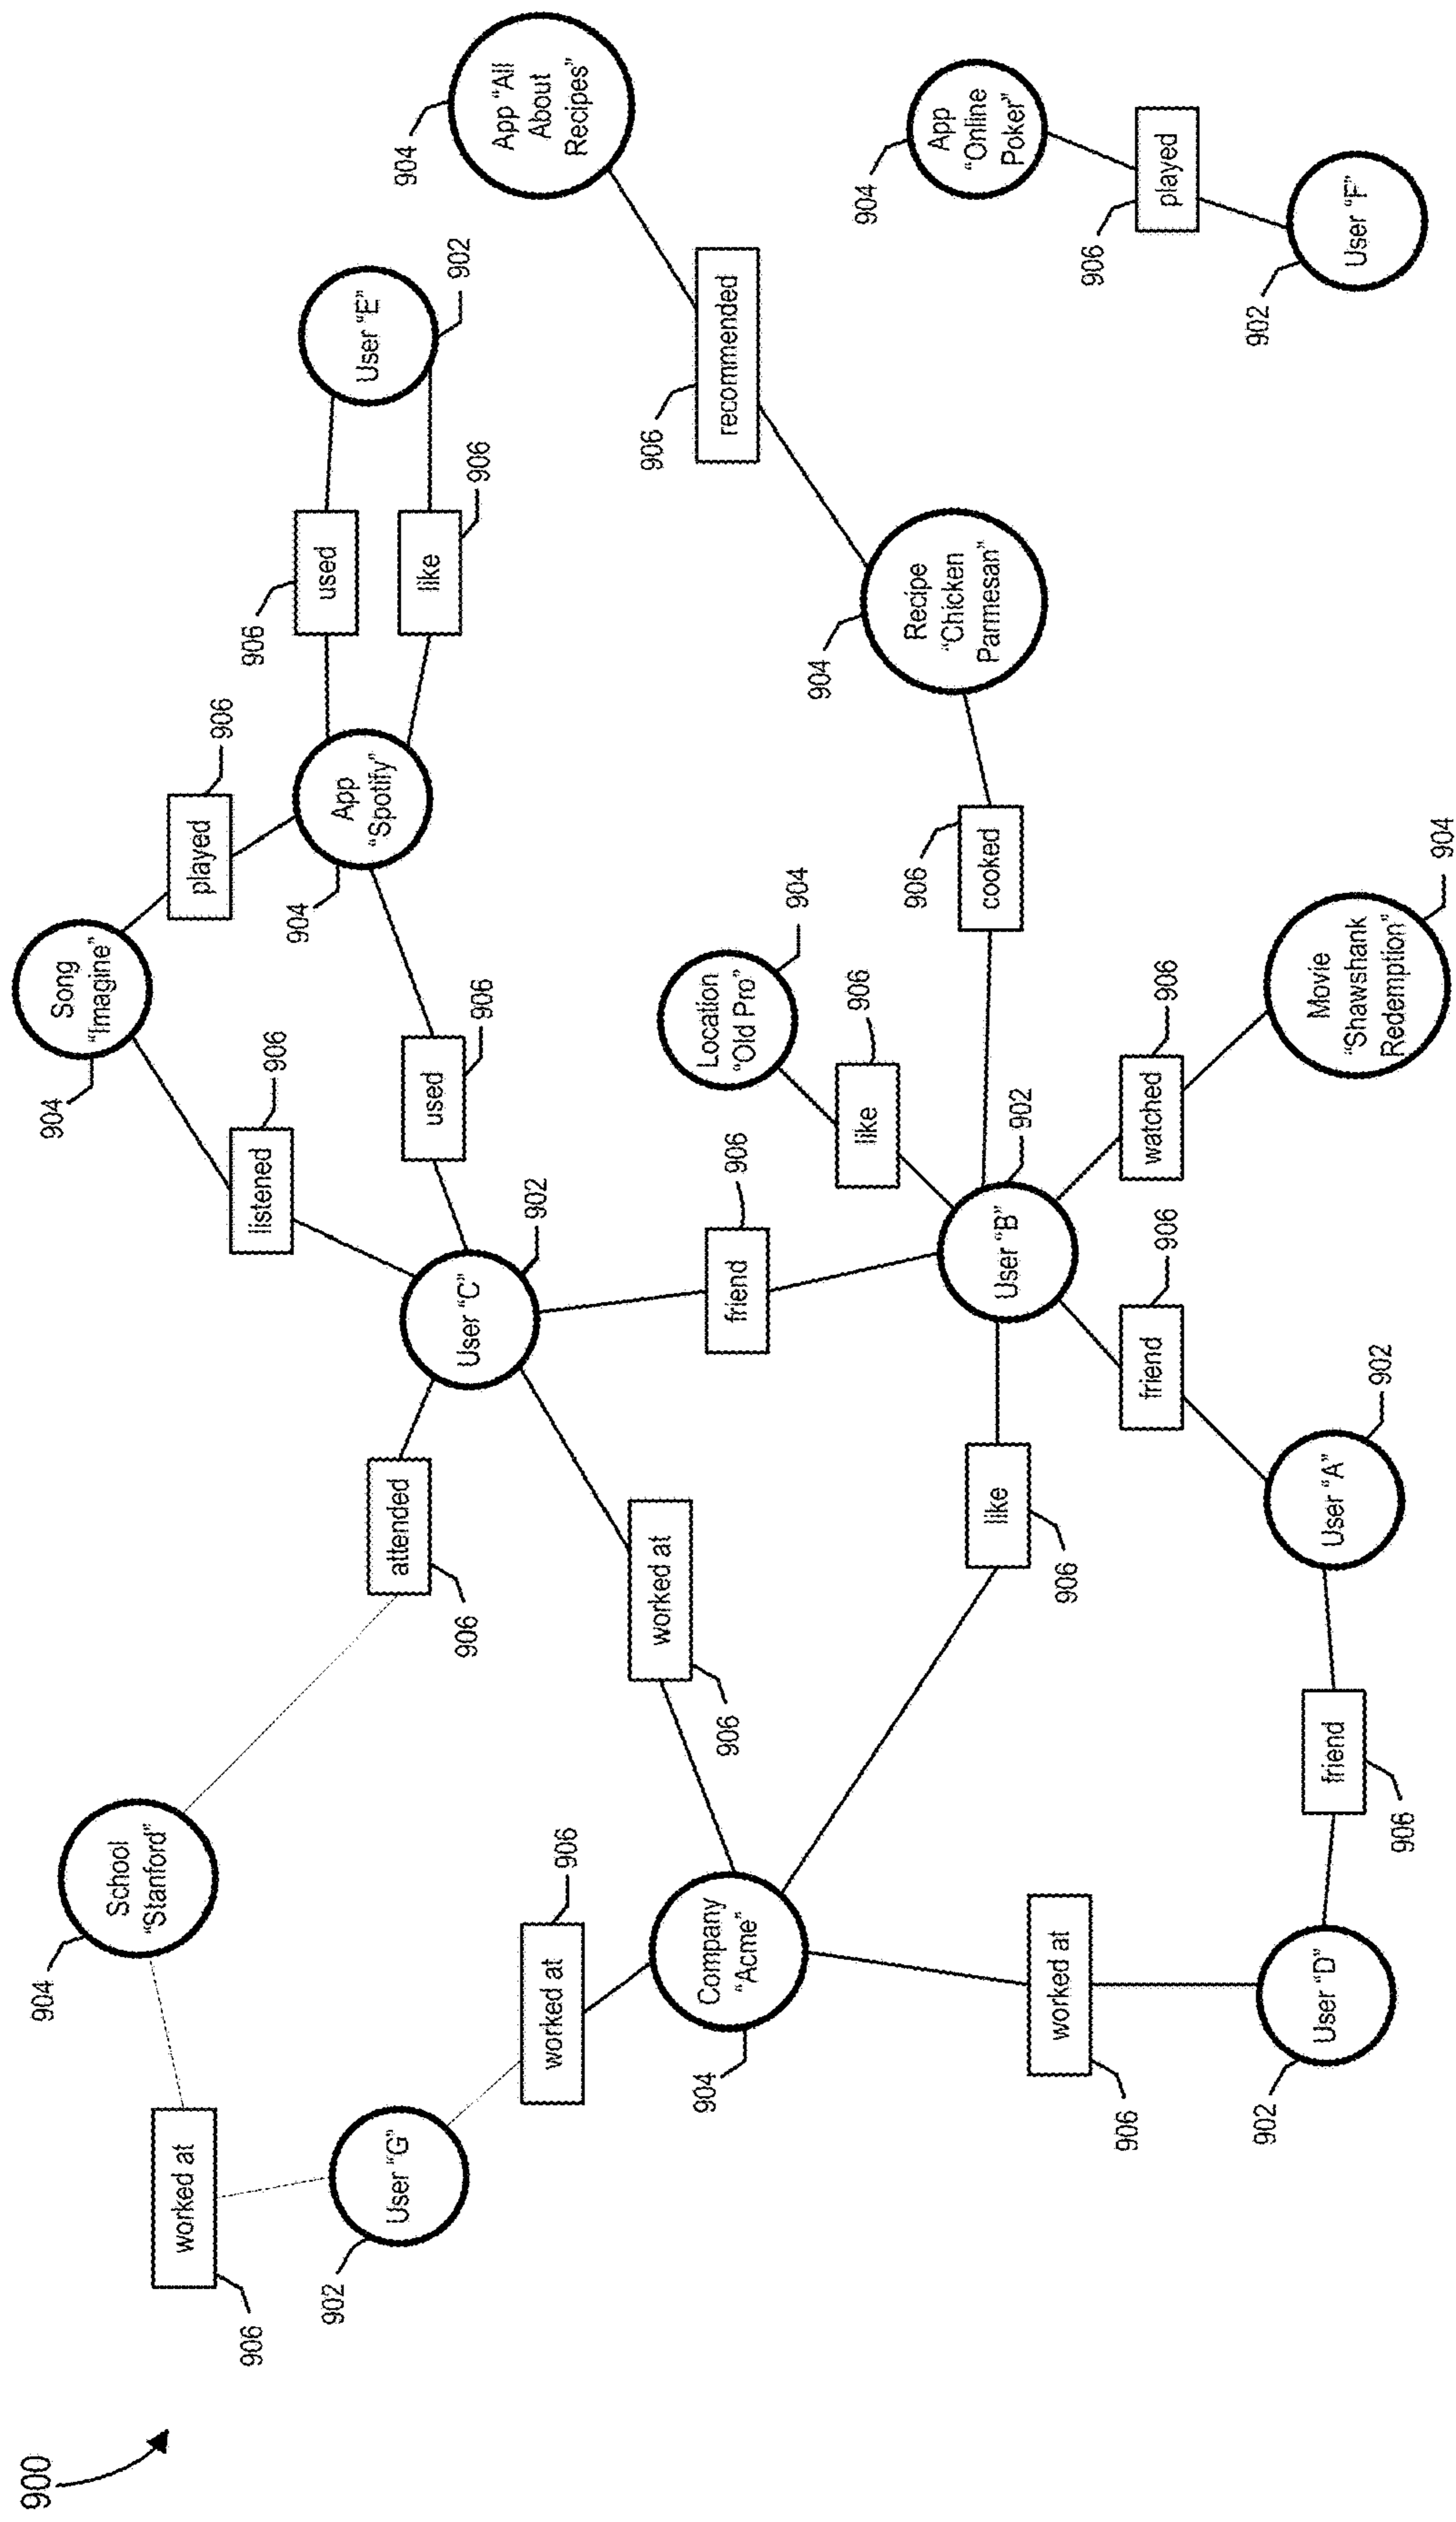 900
904
School
"Stanford"
904
Song
"Imagine"
904
906
worked at
906
listened
906
played
906
902
User "G"
906
attended
906
used
906
904
App
"Spotify"
906
used
906
like
User "E"
902
904
App "All
About
Recipes"
worked at
906
User "C"
902
904
Company
"Acme"
worked at
906
friend
906
Location
"Old Pro"
904
906
recommended
like
906
906
cooked
904
Recipe
"Chicken
Parmesan"
904
App
"Online
Poker"
like
906
User "B"
902
worked at
906
friend
906
watched
906
906
played
902
User "D"
friend
906
User "A"
902
Movie
"Shawshank
Redemption"
904
902
User "F"